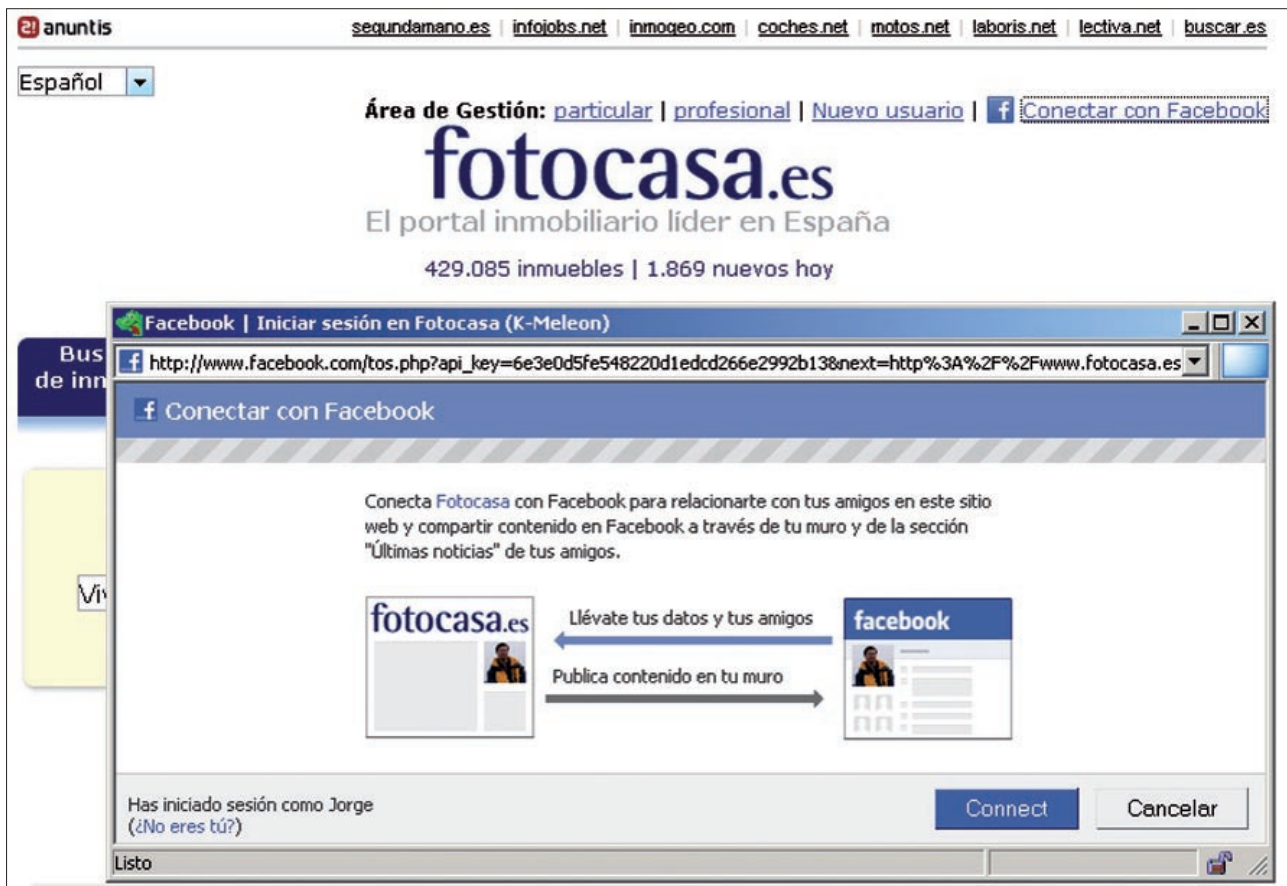 anuntis
segundamano.es | infojobs.net | inmogeo.com | coches.net | motos.net | laboris.net | lectiva.net | buscar.es
Español
Área de Gestión: particular | profesional | Nuevo usuario | Conectar con Facebook
fotocasa.es
El portal inmobiliario líder en España
429.085 inmuebles | 1.869 nuevos hoy
Facebook | Iniciar sesión en Fotocasa (K-Meleon)
Bus
http://www.facebook.com/tos.php?api_key=6e3e0d5fe548220d1edcd266e2992b13&next=http%3A%2F%2Fwww.fotocasa.es
de inn
Conectar con Facebook
Conecta Fotocasa con Facebook para relacionarte con tus amigos en este sitio
web y compartir contenido en Facebook a través de tu muro y de la sección
"Últimas noticias" de tus amigos.
Viv
fotocasa.es
Llévate tus datos y tus amigos
facebook
Publica contenido en tu muro
Has iniciado sesión como Jorge
(¿No eres tú?)
Connect
Cancelar
Listo